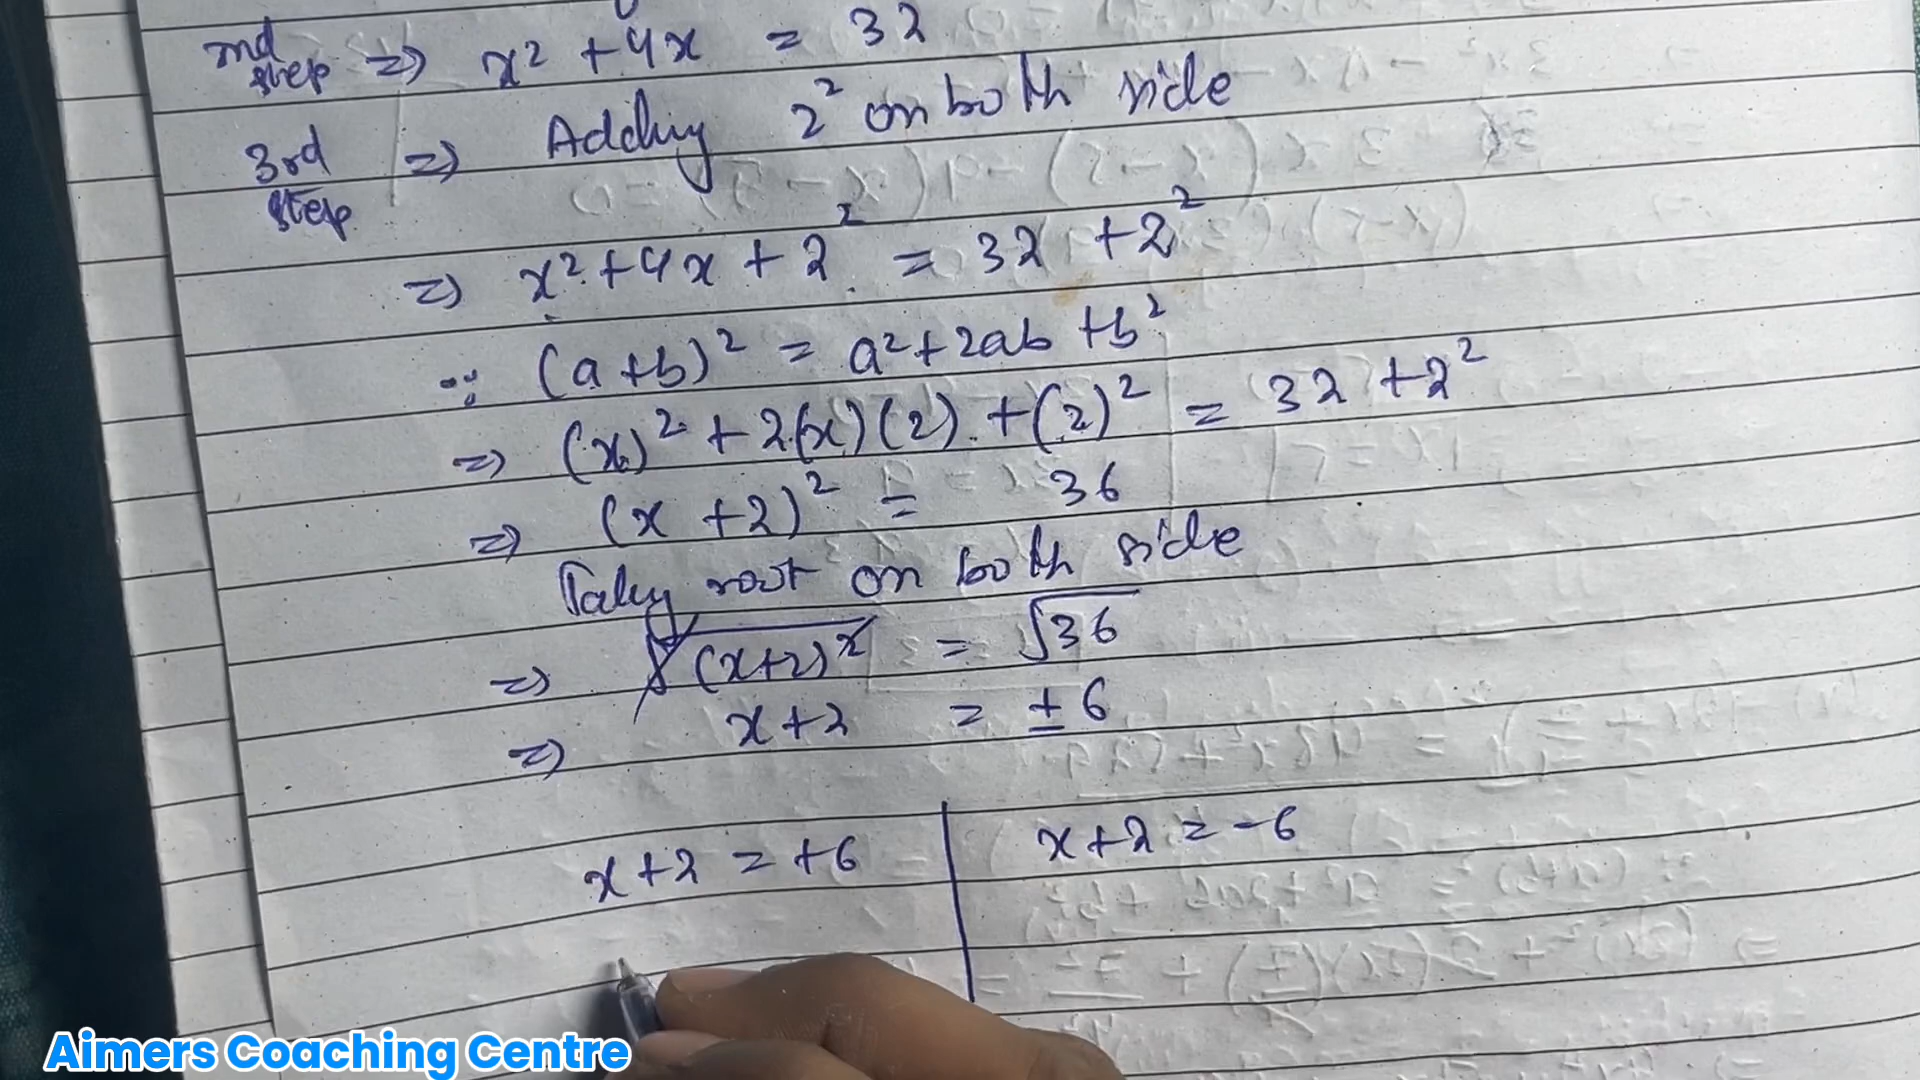 nd step => x² + 4x = 32
3rd step => Adding 2² on both side
=> x² + 4x + 2² = 32 + 2²
∵ (a+b)² = a² + 2ab + b²
=> (x)² + 2(x)(2) + (2)² = 32 + 2²
=> (x + 2)² = 36
Taking root on both side
=> √(x+2)² = √36
=> x+2 = ± 6
x+2 = +6 | x+2 = -6
Aimers Coaching Centre